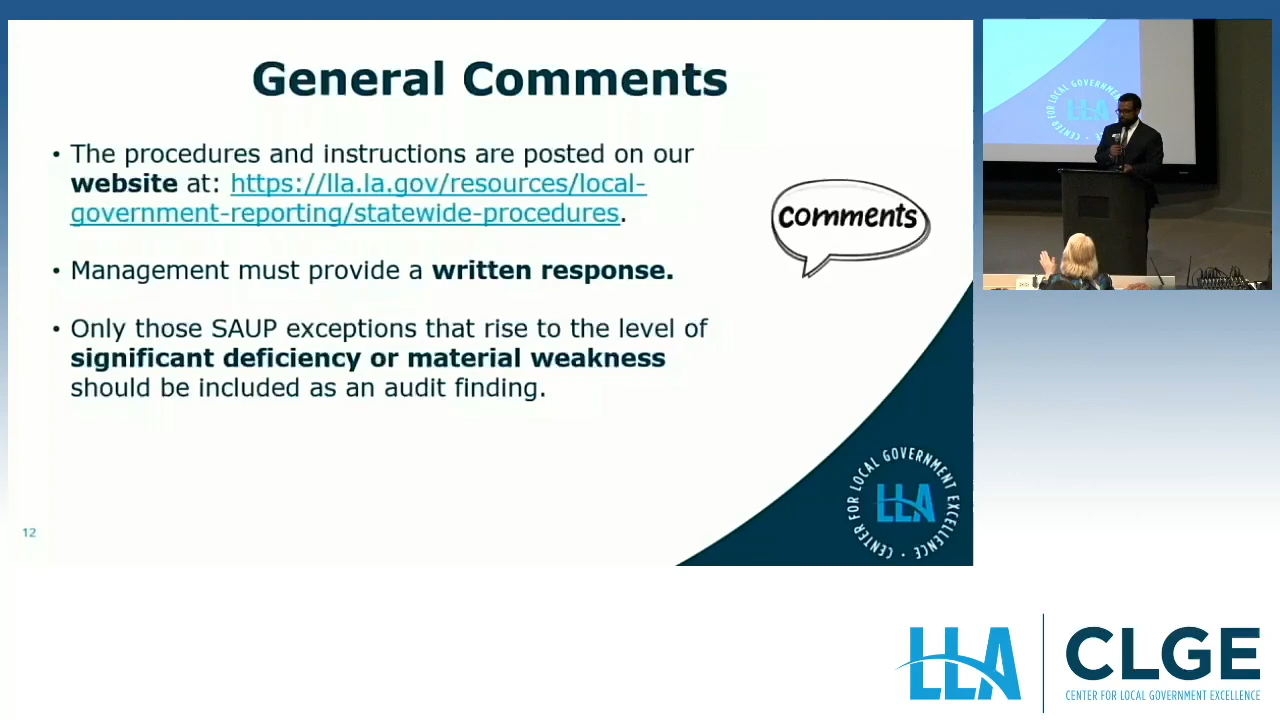 General Comments
• The procedures and instructions are posted on our
website at: https://lla.la.gov/resources/local-
government-reporting/statewide-procedures.
comments
• Management must provide a written response.
• Only those SAUP exceptions that rise to the level of
significant deficiency or material weakness
should be included as an audit finding.
12
CENTER FOR LOCAL GOVERNMENT EXCELLENCE •
LLA
LLA
CLGE
CENTER FOR LOCAL GOVERNMENT EXCELLENCE